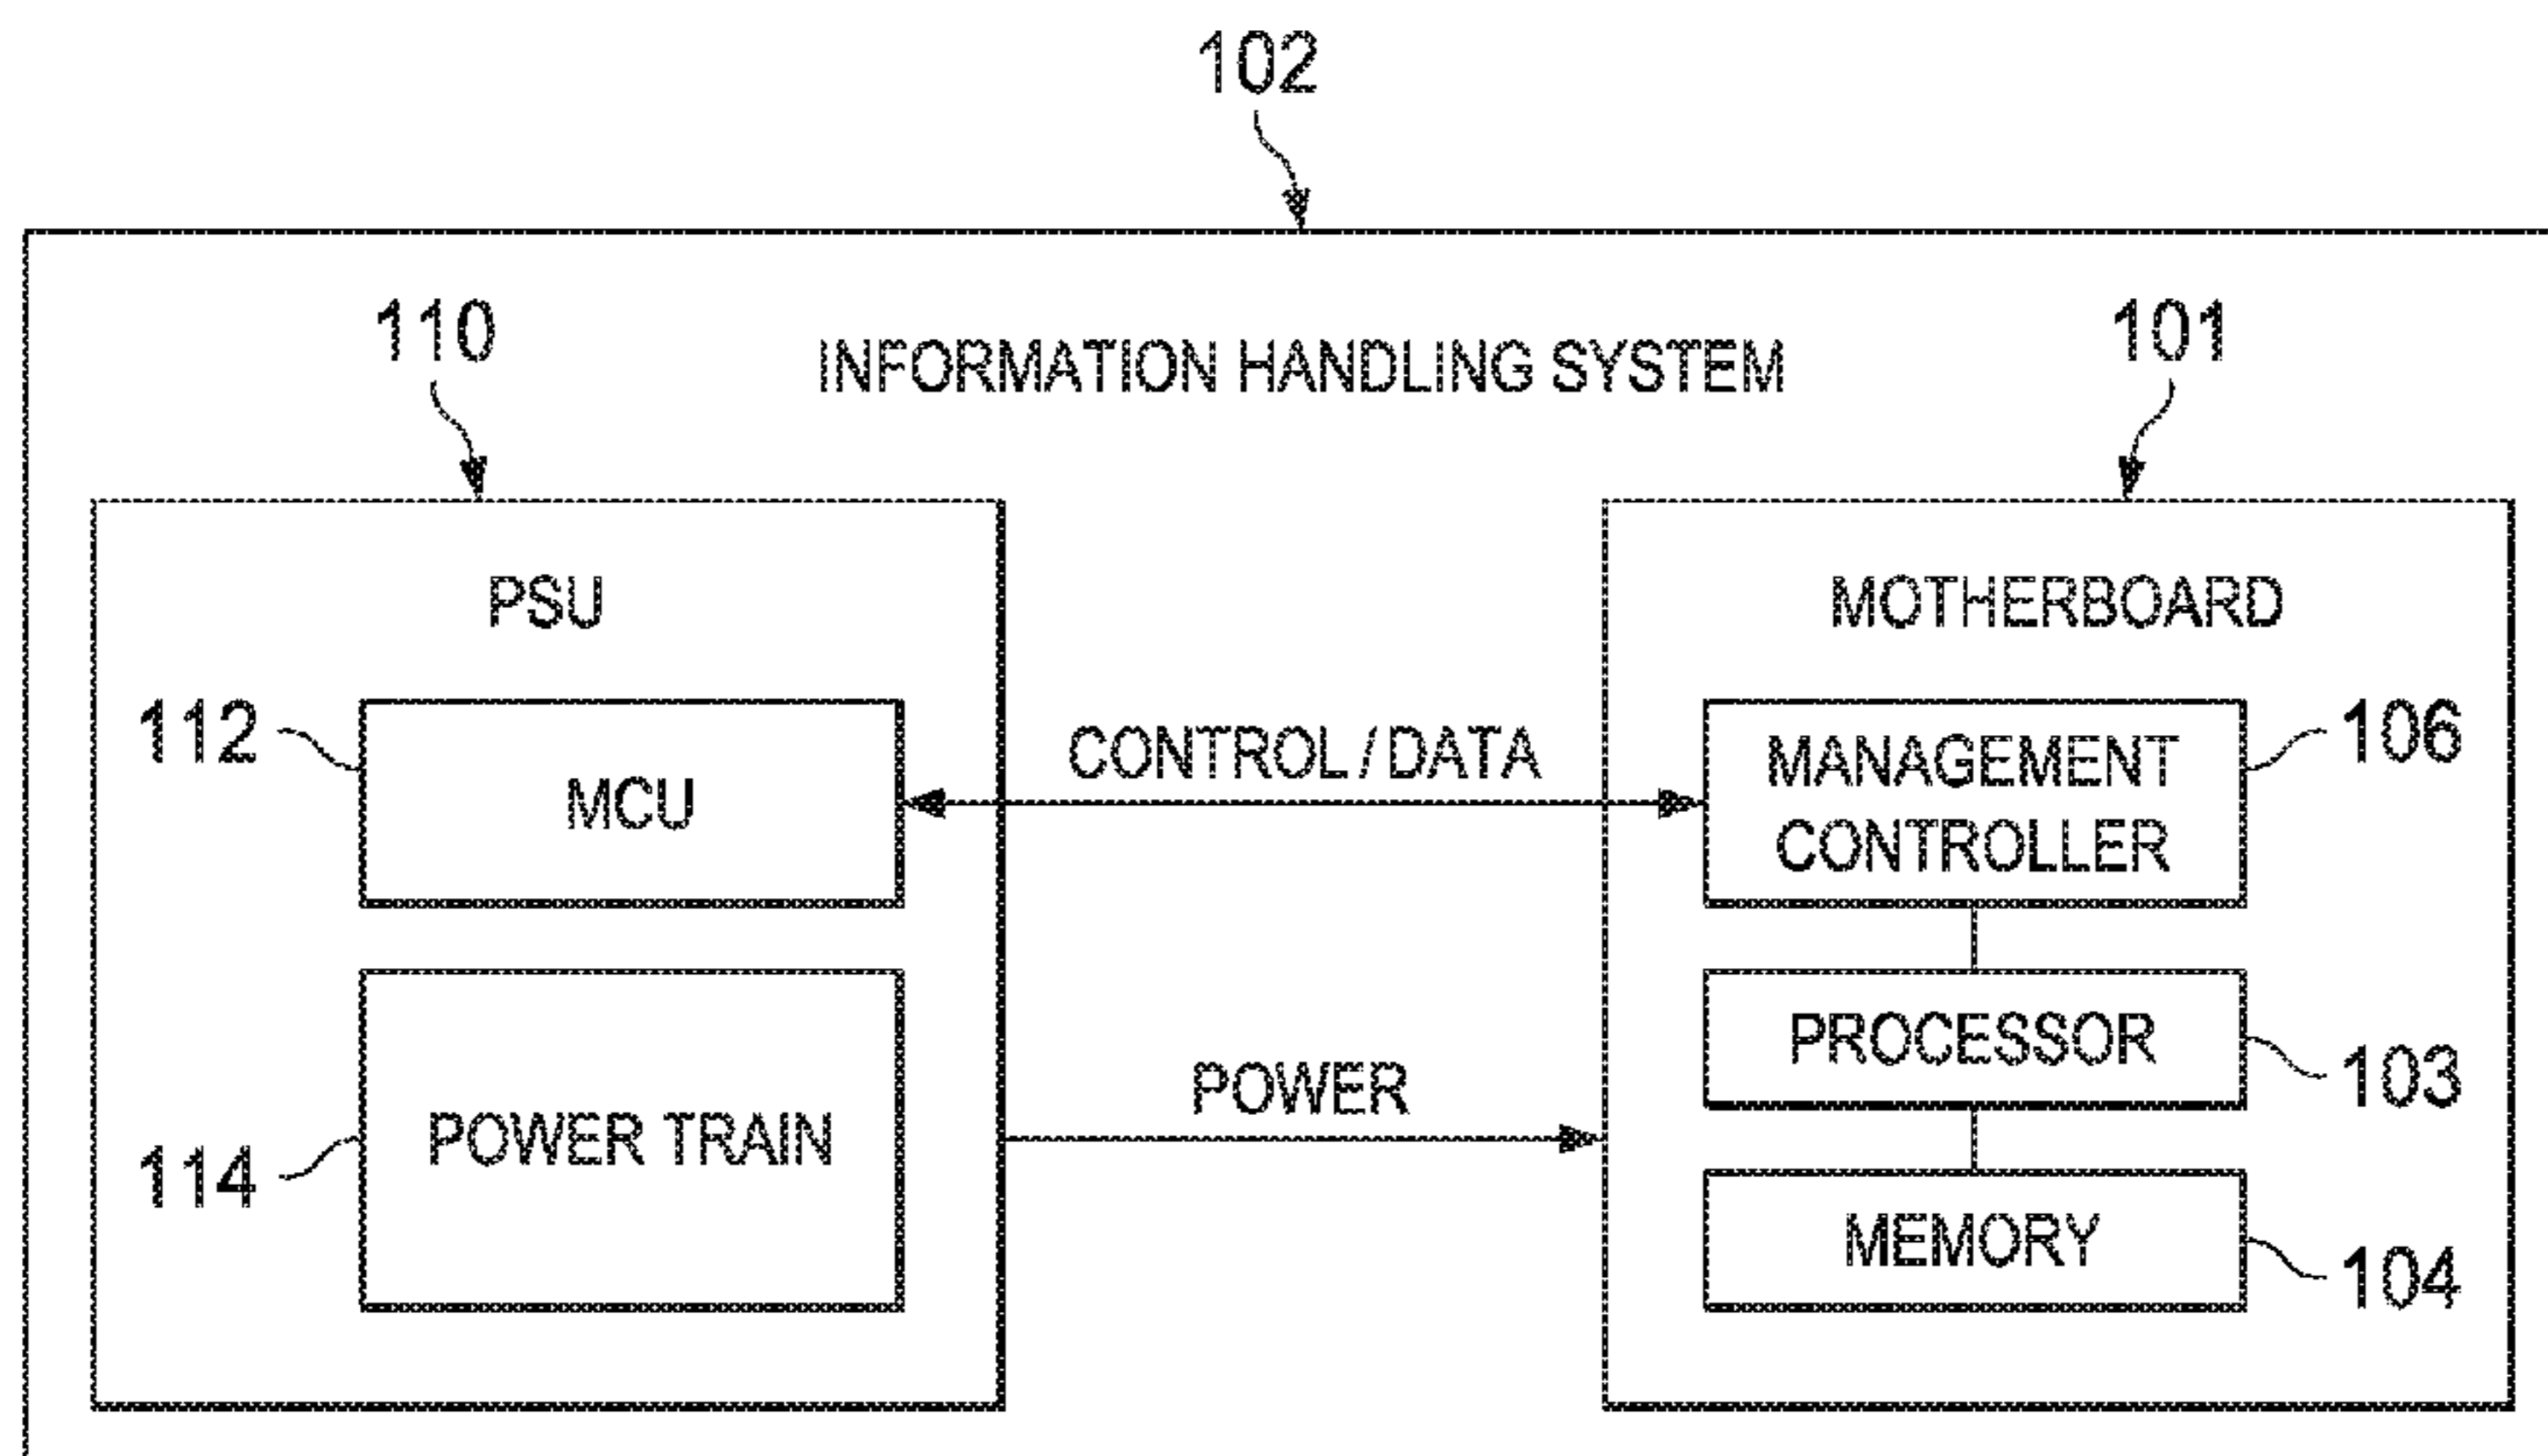 102
110
INFORMATION HANDLING SYSTEM
101
PSU
MOTHERBOARD
112
MCU
CONTROL/DATA
MANAGEMENT
CONTROLLER
106
POWER TRAIN
114
POWER
PROCESSOR
103
MEMORY
104